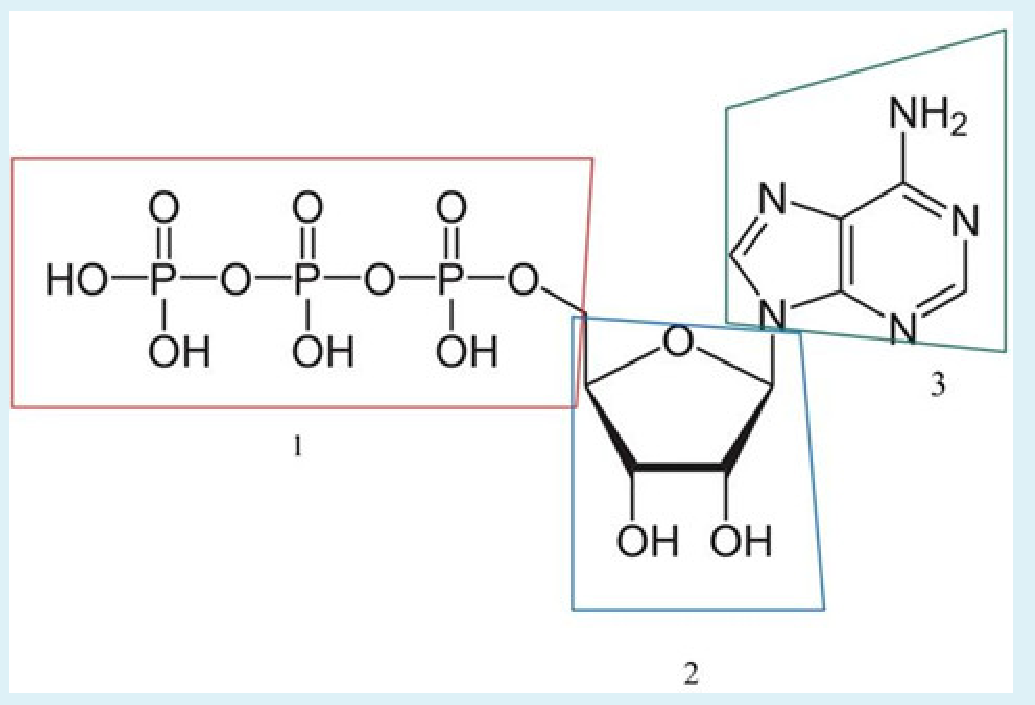 NH2
N N
O O O
HO P O P O P O
N N
OH OH OH
O
3
1
OH OH
2